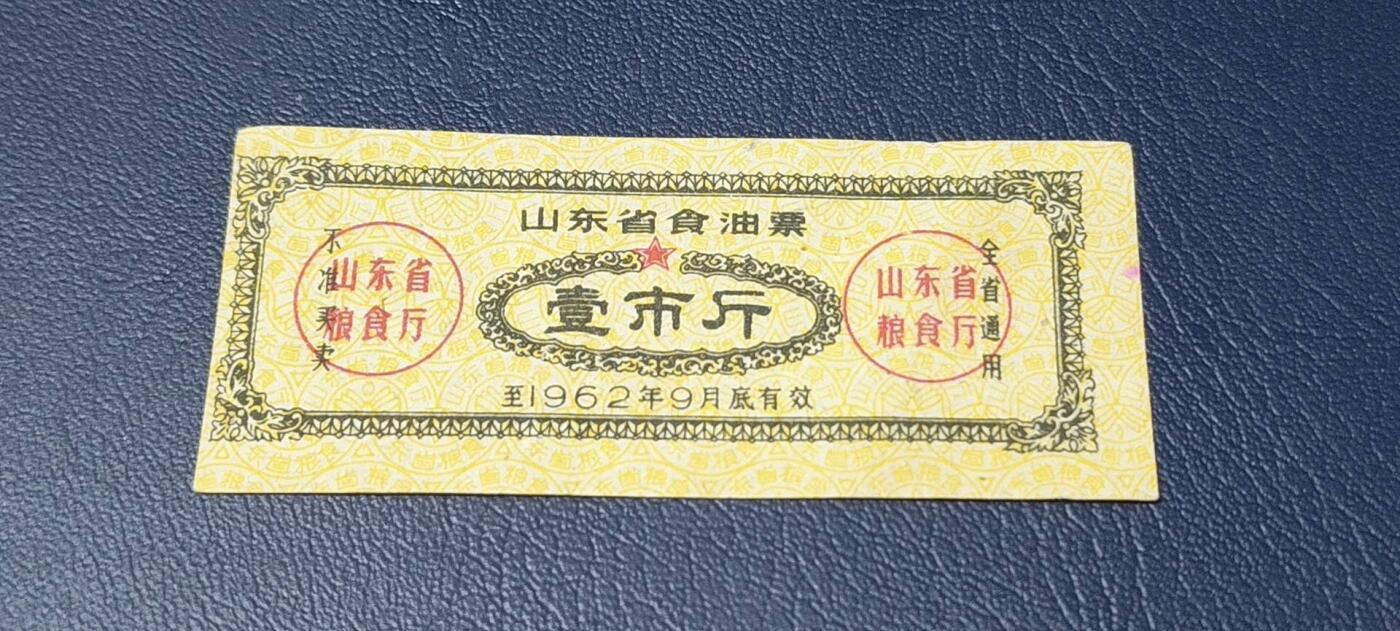 山东省食油票
壹市斤
至1962年9月底有效
不准买卖
山东省
粮食厅
山东省
粮食厅
全省通用